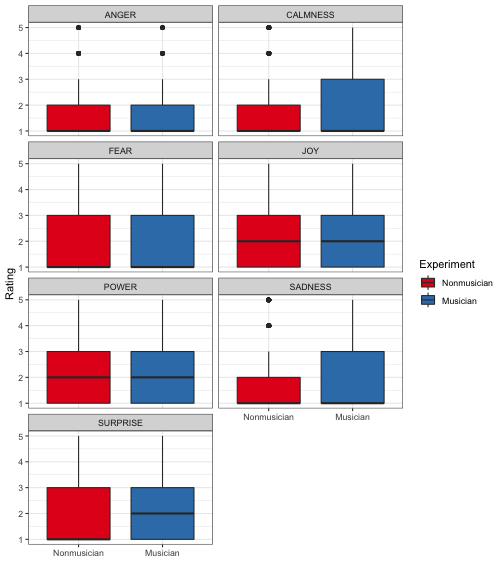 ANGER
CALMNESS
5
4
3
2
1
FEAR
JOY
5
4
3
2
1
Rating
Experiment
Nonmusician
Musician
POWER
SADNESS
5
4
3
2
1
Nonmusician Musician
SURPRISE
5
4
3
2
1
Nonmusician Musician